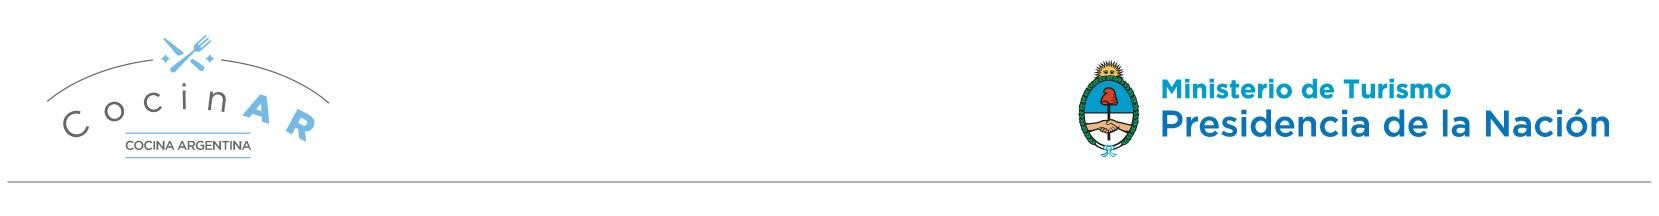 CocinAR
COCINA ARGENTINA
Ministerio de Turismo
Presidencia de la Nación